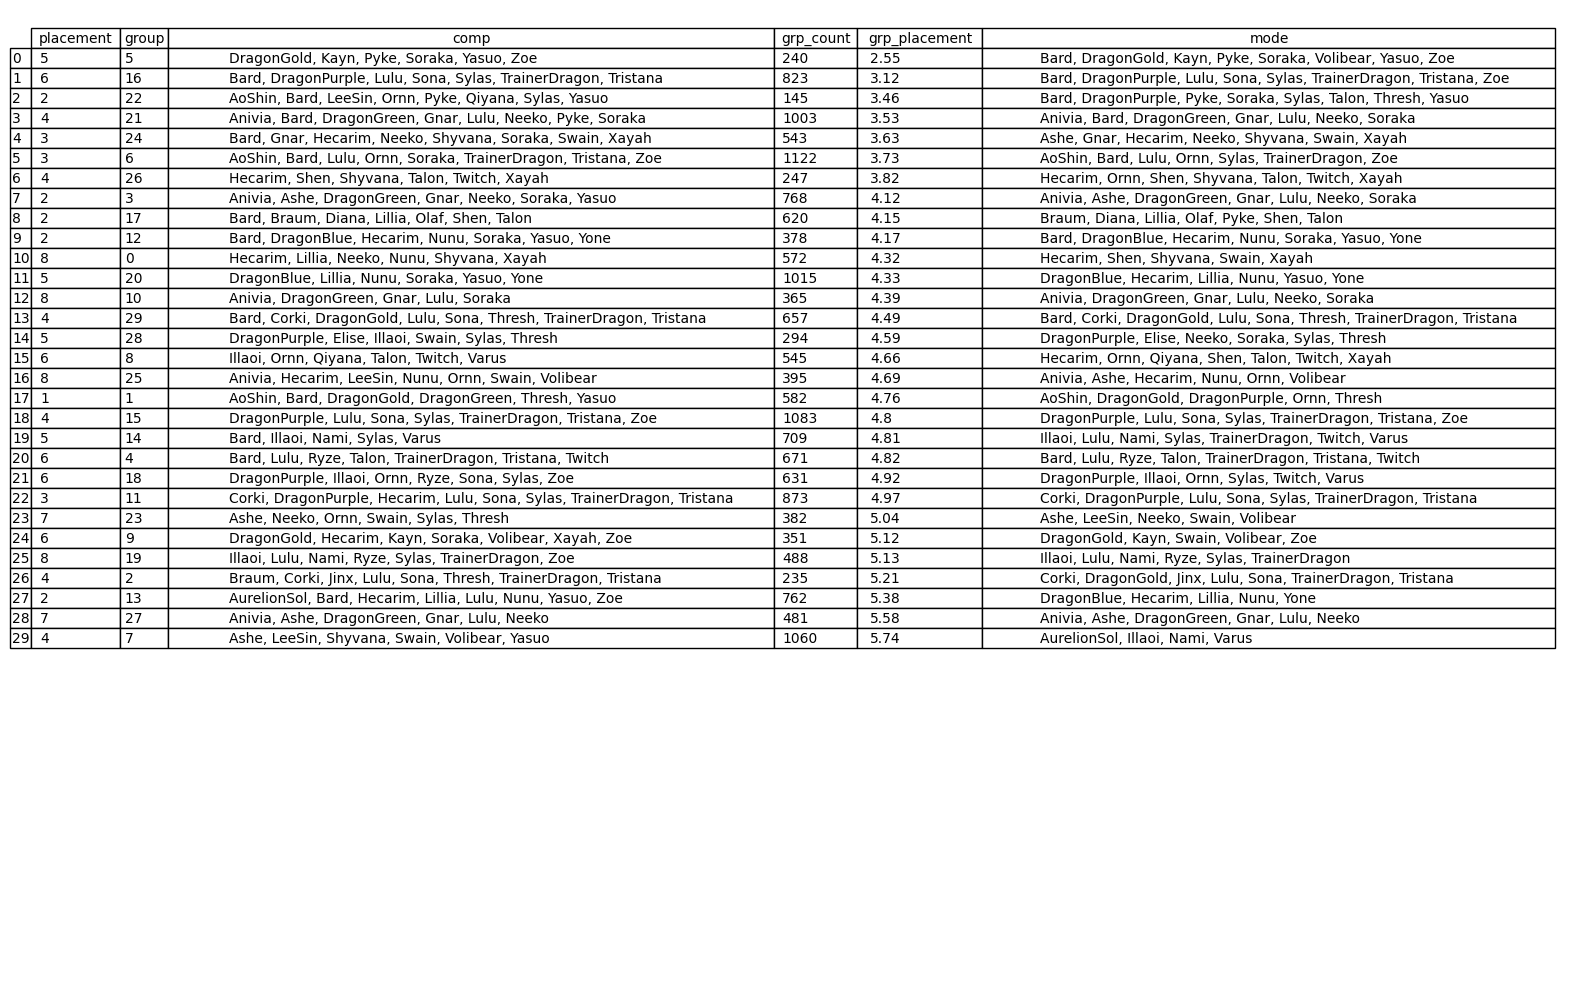 placement group comp grp_count grp_placement mode
0 5 5 DragonGold, Kayn, Pyke, Soraka, Yasuo, Zoe 240 2.55 Bard, DragonGold, Kayn, Pyke, Soraka, Volibear, Yasuo, Zoe
1 6 16 Bard, DragonPurple, Lulu, Sona, Sylas, TrainerDragon, Tristana 823 3.12 Bard, DragonPurple, Lulu, Sona, Sylas, TrainerDragon, Tristana, Zoe
2 2 22 AoShin, Bard, LeeSin, Ornn, Pyke, Qiyana, Sylas, Yasuo 145 3.46 Bard, DragonPurple, Pyke, Soraka, Sylas, Talon, Thresh, Yasuo
3 4 21 Anivia, Bard, DragonGreen, Gnar, Lulu, Neeko, Pyke, Soraka 1003 3.53 Anivia, Bard, DragonGreen, Gnar, Lulu, Neeko, Soraka
4 3 24 Bard, Gnar, Hecarim, Neeko, Shyvana, Soraka, Swain, Xayah 543 3.63 Ashe, Gnar, Hecarim, Neeko, Shyvana, Swain, Xayah
5 3 6 AoShin, Bard, Lulu, Ornn, Soraka, TrainerDragon, Tristana, Zoe 1122 3.73 AoShin, Bard, Lulu, Ornn, Sylas, TrainerDragon, Zoe
6 4 26 Hecarim, Shen, Shyvana, Talon, Twitch, Xayah 247 3.82 Hecarim, Ornn, Shen, Shyvana, Talon, Twitch, Xayah
7 2 3 Anivia, Ashe, DragonGreen, Gnar, Neeko, Soraka, Yasuo 768 4.12 Anivia, Ashe, DragonGreen, Gnar, Lulu, Neeko, Soraka
8 2 17 Bard, Braum, Diana, Lillia, Olaf, Shen, Talon 620 4.15 Braum, Diana, Lillia, Olaf, Pyke, Shen, Talon
9 2 12 Bard, DragonBlue, Hecarim, Nunu, Soraka, Yasuo, Yone 378 4.17 Bard, DragonBlue, Hecarim, Nunu, Soraka, Yasuo, Yone
10 8 0 Hecarim, Lillia, Neeko, Nunu, Shyvana, Xayah 572 4.32 Hecarim, Shen, Shyvana, Swain, Xayah
11 5 20 DragonBlue, Lillia, Nunu, Soraka, Yasuo, Yone 1015 4.33 DragonBlue, Hecarim, Lillia, Nunu, Yasuo, Yone
12 8 10 Anivia, DragonGreen, Gnar, Lulu, Soraka 365 4.39 Anivia, DragonGreen, Gnar, Lulu, Neeko, Soraka
13 4 29 Bard, Corki, DragonGold, Lulu, Sona, Thresh, TrainerDragon, Tristana 657 4.49 Bard, Corki, DragonGold, Lulu, Sona, Thresh, TrainerDragon, Tristana
14 5 28 DragonPurple, Elise, Illaoi, Swain, Sylas, Thresh 294 4.59 DragonPurple, Elise, Neeko, Soraka, Sylas, Thresh
15 6 8 Illaoi, Ornn, Qiyana, Talon, Twitch, Varus 545 4.66 Hecarim, Ornn, Qiyana, Shen, Talon, Twitch, Xayah
16 8 25 Anivia, Hecarim, LeeSin, Nunu, Ornn, Swain, Volibear 395 4.69 Anivia, Ashe, Hecarim, Nunu, Ornn, Volibear
17 1 1 AoShin, Bard, DragonGold, DragonGreen, Thresh, Yasuo 582 4.76 AoShin, DragonGold, DragonPurple, Ornn, Thresh
18 4 15 DragonPurple, Lulu, Sona, Sylas, TrainerDragon, Tristana, Zoe 1083 4.8 DragonPurple, Lulu, Sona, Sylas, TrainerDragon, Tristana, Zoe
19 5 14 Bard, Illaoi, Nami, Sylas, Varus 709 4.81 Illaoi, Lulu, Nami, Sylas, TrainerDragon, Twitch, Varus
20 6 4 Bard, Lulu, Ryze, Talon, TrainerDragon, Tristana, Twitch 671 4.82 Bard, Lulu, Ryze, Talon, TrainerDragon, Tristana, Twitch
21 6 18 DragonPurple, Illaoi, Ornn, Ryze, Sona, Sylas, Zoe 631 4.92 DragonPurple, Illaoi, Ornn, Sylas, Twitch, Varus
22 3 11 Corki, DragonPurple, Hecarim, Lulu, Sona, Sylas, TrainerDragon, Tristana 873 4.97 Corki, DragonPurple, Lulu, Sona, Sylas, TrainerDragon, Tristana
23 7 23 Ashe, Neeko, Ornn, Swain, Sylas, Thresh 382 5.04 Ashe, LeeSin, Neeko, Swain, Volibear
24 6 9 DragonGold, Hecarim, Kayn, Soraka, Volibear, Xayah, Zoe 351 5.12 DragonGold, Kayn, Swain, Volibear, Zoe
25 8 19 Illaoi, Lulu, Nami, Ryze, Sylas, TrainerDragon, Zoe 488 5.13 Illaoi, Lulu, Nami, Ryze, Sylas, TrainerDragon
26 4 2 Braum, Corki, Jinx, Lulu, Sona, Thresh, TrainerDragon, Tristana 235 5.21 Corki, DragonGold, Jinx, Lulu, Sona, TrainerDragon, Tristana
27 2 13 AurelionSol, Bard, Hecarim, Lillia, Lulu, Nunu, Yasuo, Zoe 762 5.38 DragonBlue, Hecarim, Lillia, Nunu, Yone
28 7 27 Anivia, Ashe, DragonGreen, Gnar, Lulu, Neeko 481 5.58 Anivia, Ashe, DragonGreen, Gnar, Lulu, Neeko
29 4 7 Ashe, LeeSin, Shyvana, Swain, Volibear, Yasuo 1060 5.74 AurelionSol, Illaoi, Nami, Varus